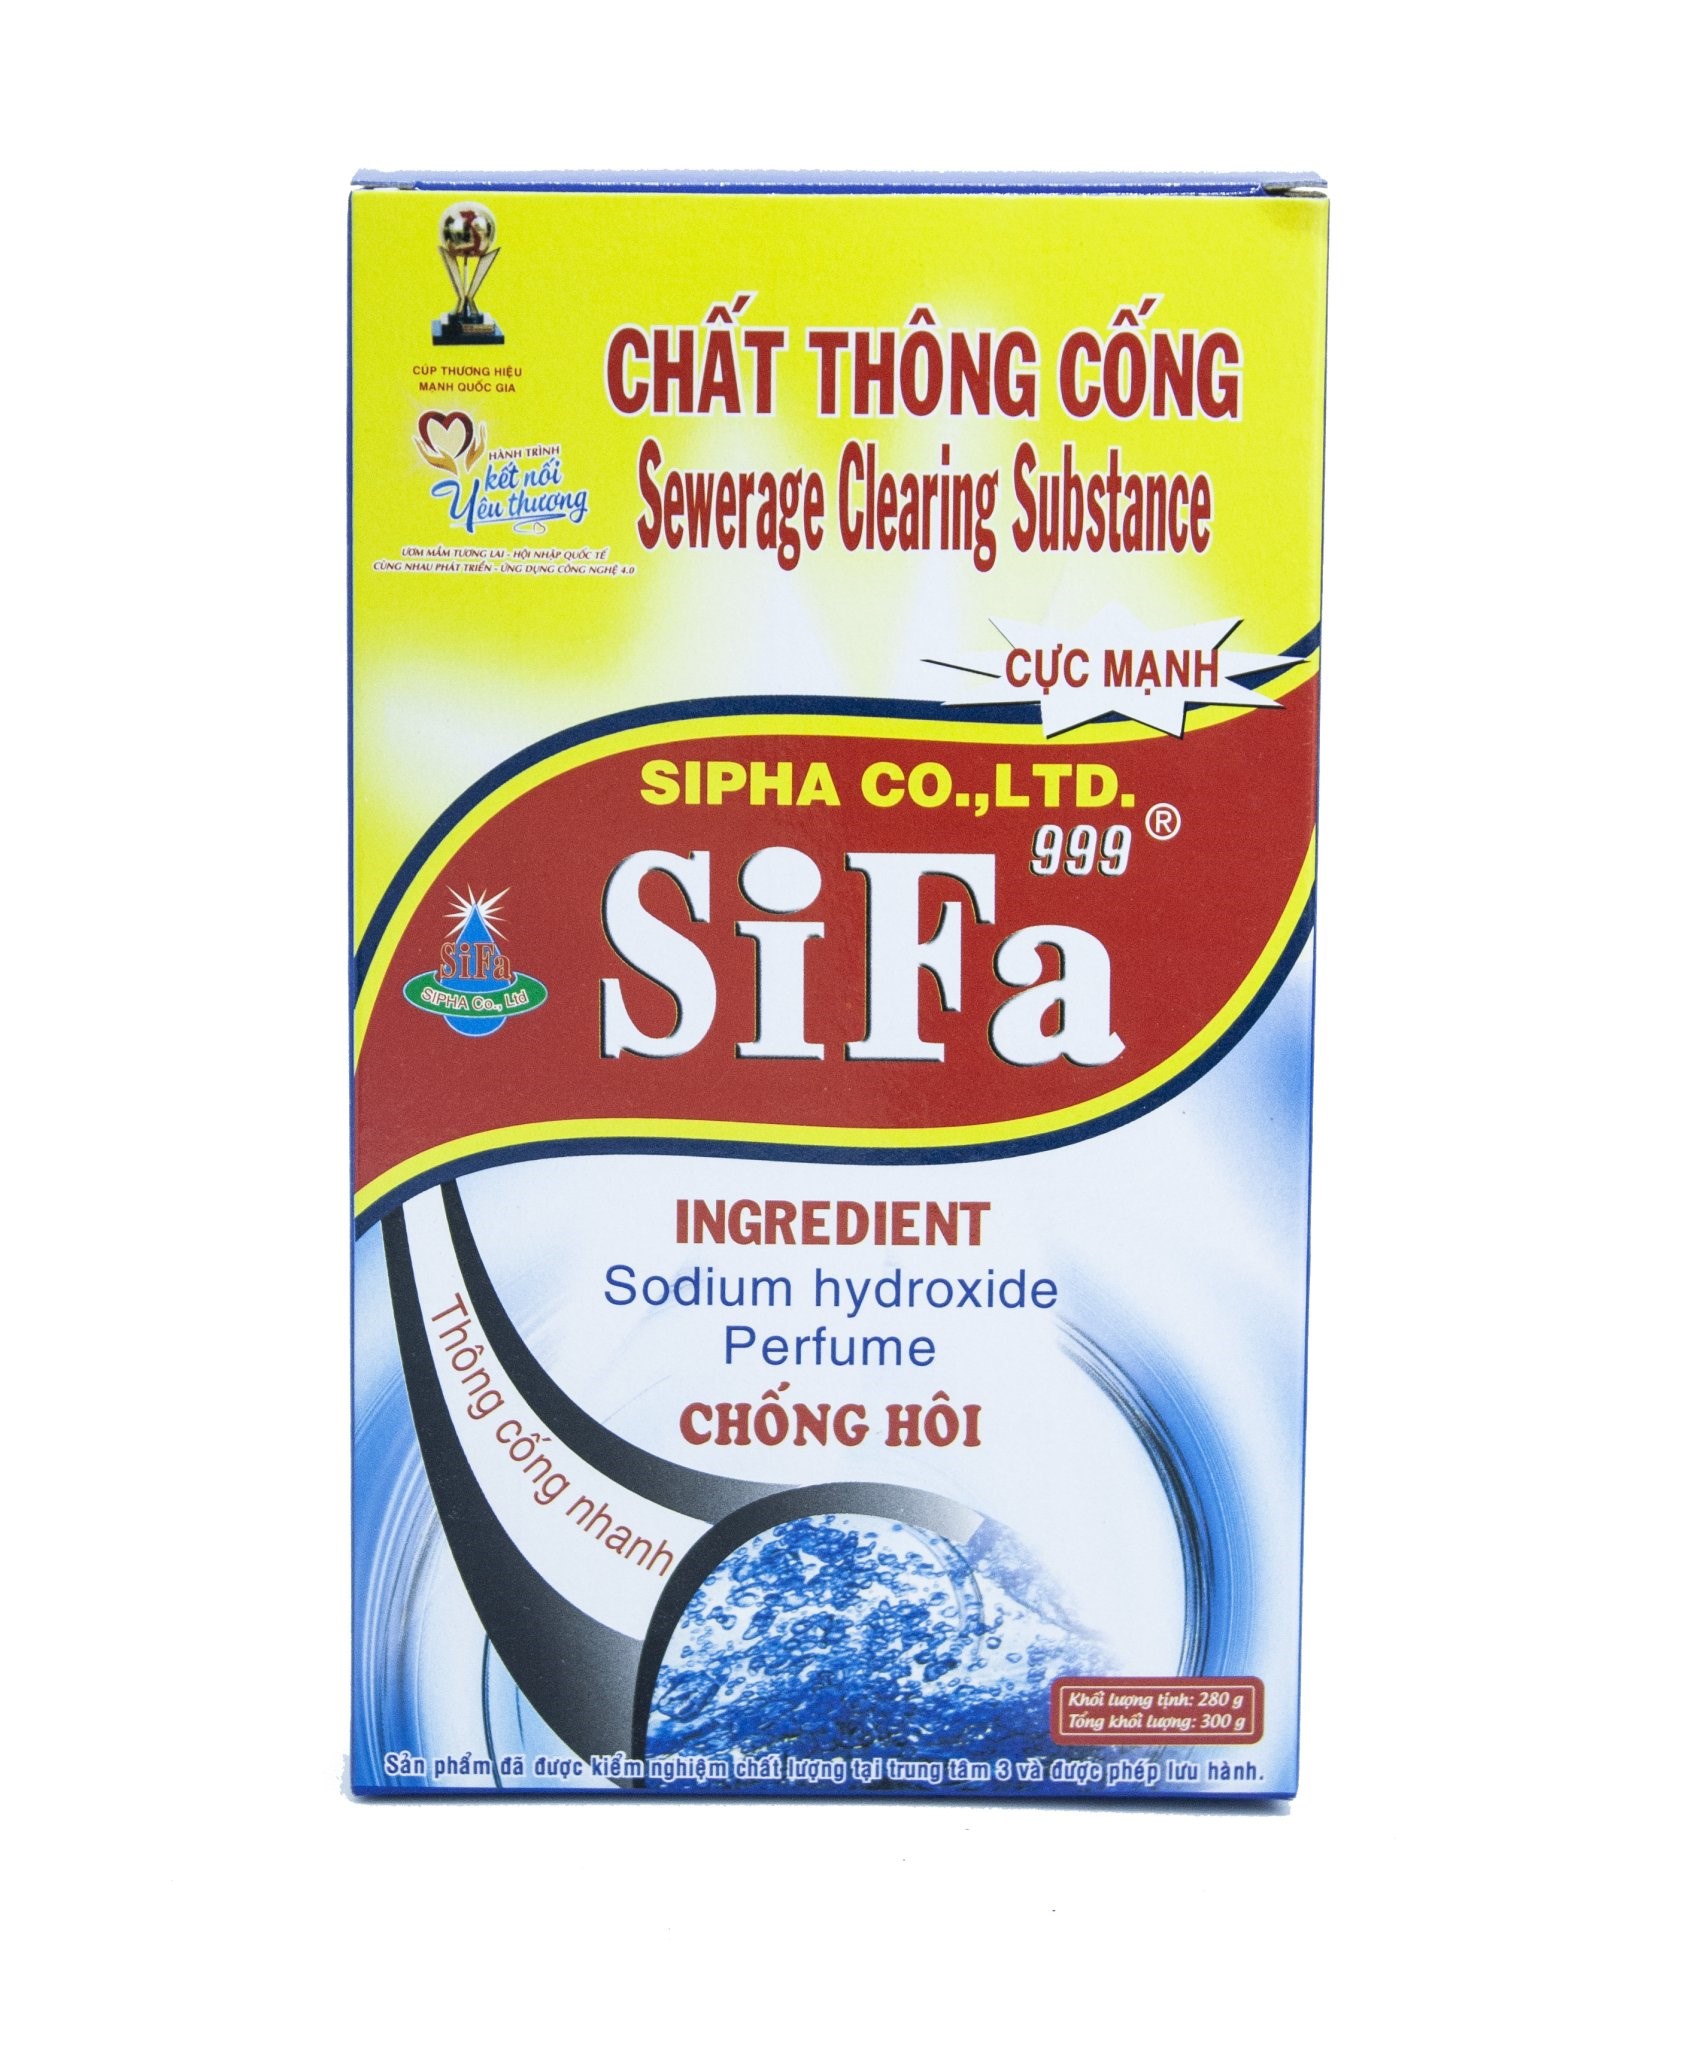 CÚP THƯƠNG HIỆU
MẠNH QUỐC GIA
HÀNH TRÌNH
kết nối
Yêu thương
ƯƠM MẦM TƯƠNG LAI - HỘI NHẬP QUỐC TẾ
CÙNG NHAU PHÁT TRIỂN - ỨNG DỤNG CÔNG NGHỆ 4.0
CHẤT THÔNG CỐNG
Sewerage Clearing Substance
CỰC MẠNH
SIPHA CO.,LTD.
999 ®
SiFa
SiFa
SIPHA Co., Ltd
INGREDIENT
Sodium hydroxide
Perfume
CHỐNG HÔI
Thông cống nhanh
Khối lượng tịnh: 280 g
Tổng khối lượng: 300 g
Sản phẩm đã được kiểm nghiệm chất lượng tại trung tâm 3 và được phép lưu hành.